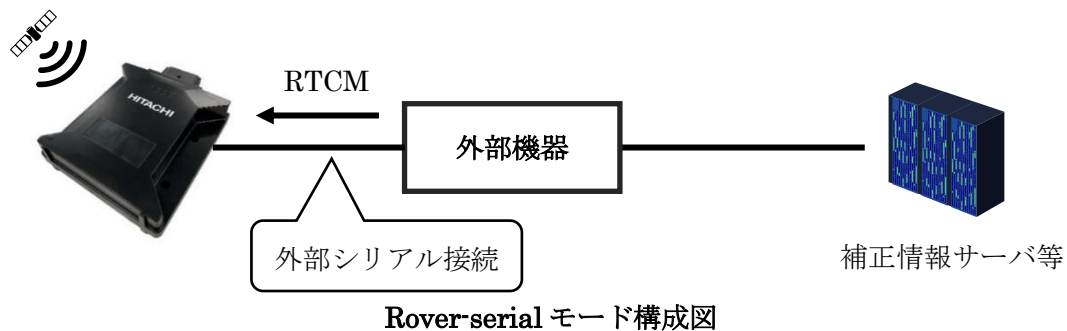 HITACHI
RTCM
外部機器
外部シリアル接続
補正情報サーバ等
Rover-serial モード構成図